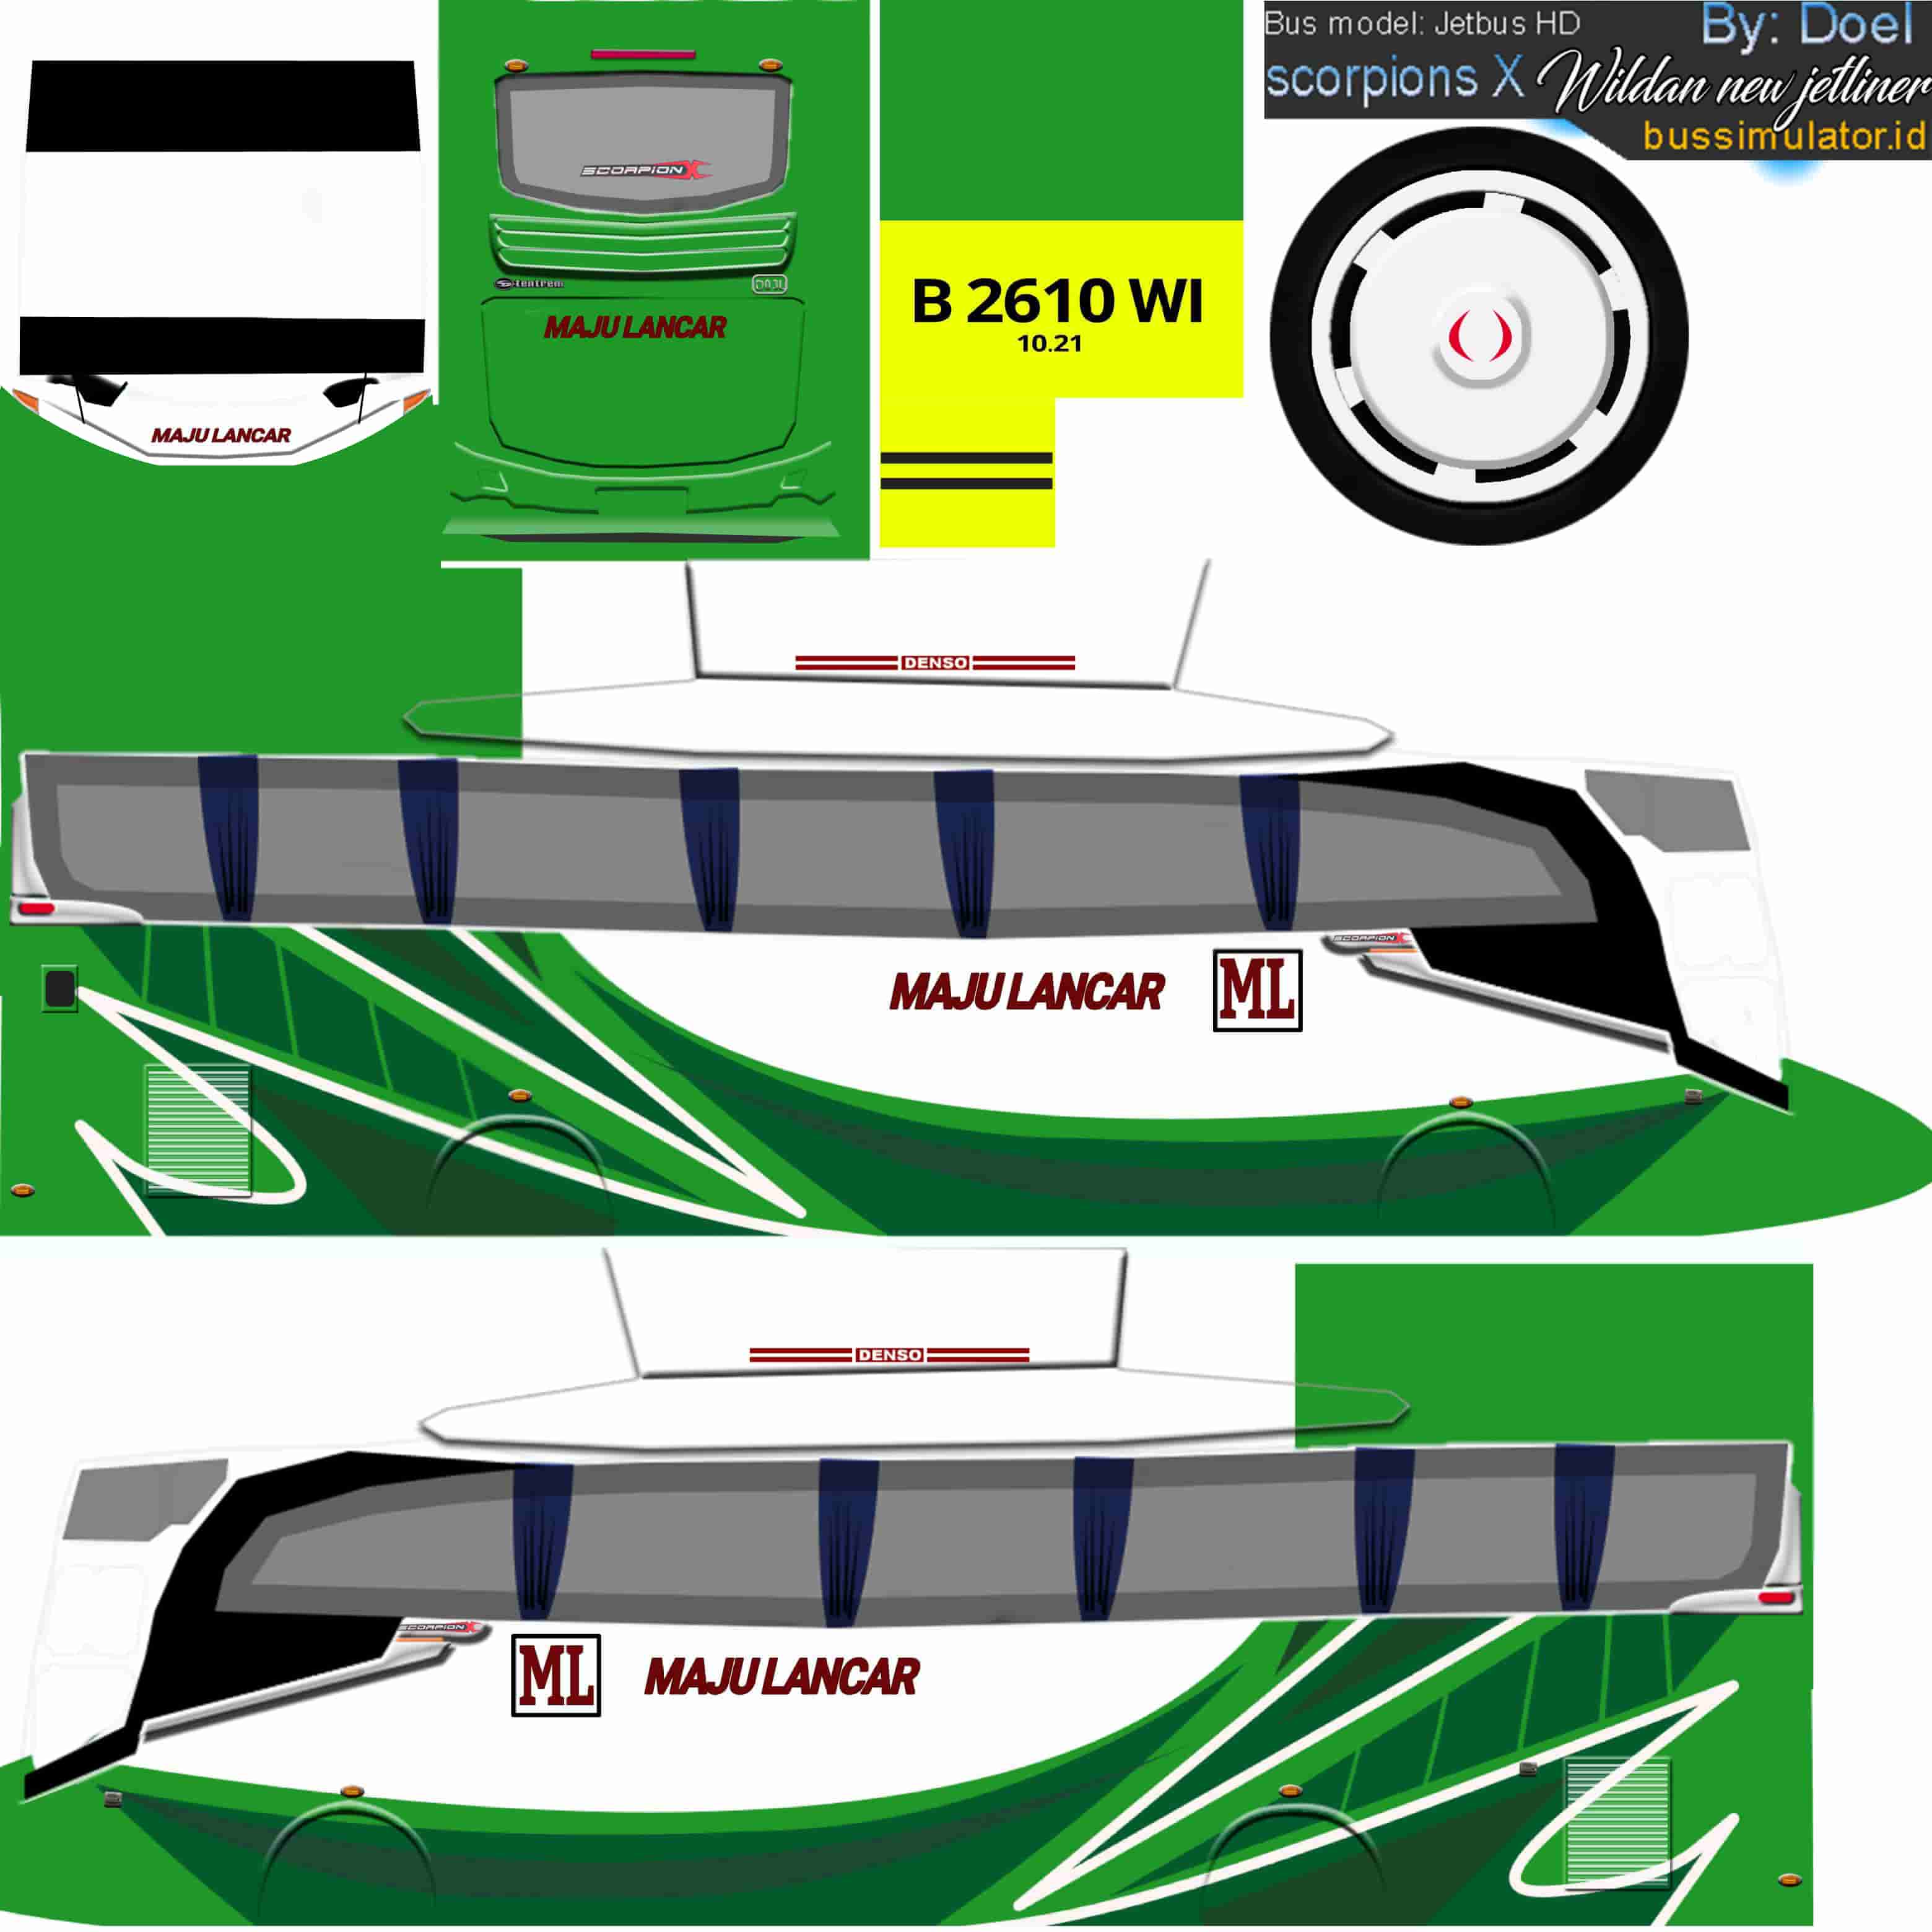 Bus model: Jetbus HD
By: Doel
scorpions X
Wildan new jetliner
bussimulator.id
SCORPION X
tentrem
MAJU LANCAR
B 2610 WI
10.21
MAJU LANCAR
DENSO
SCORPION X
MAJU LANCAR
ML
DENSO
SCORPION X
ML
MAJU LANCAR